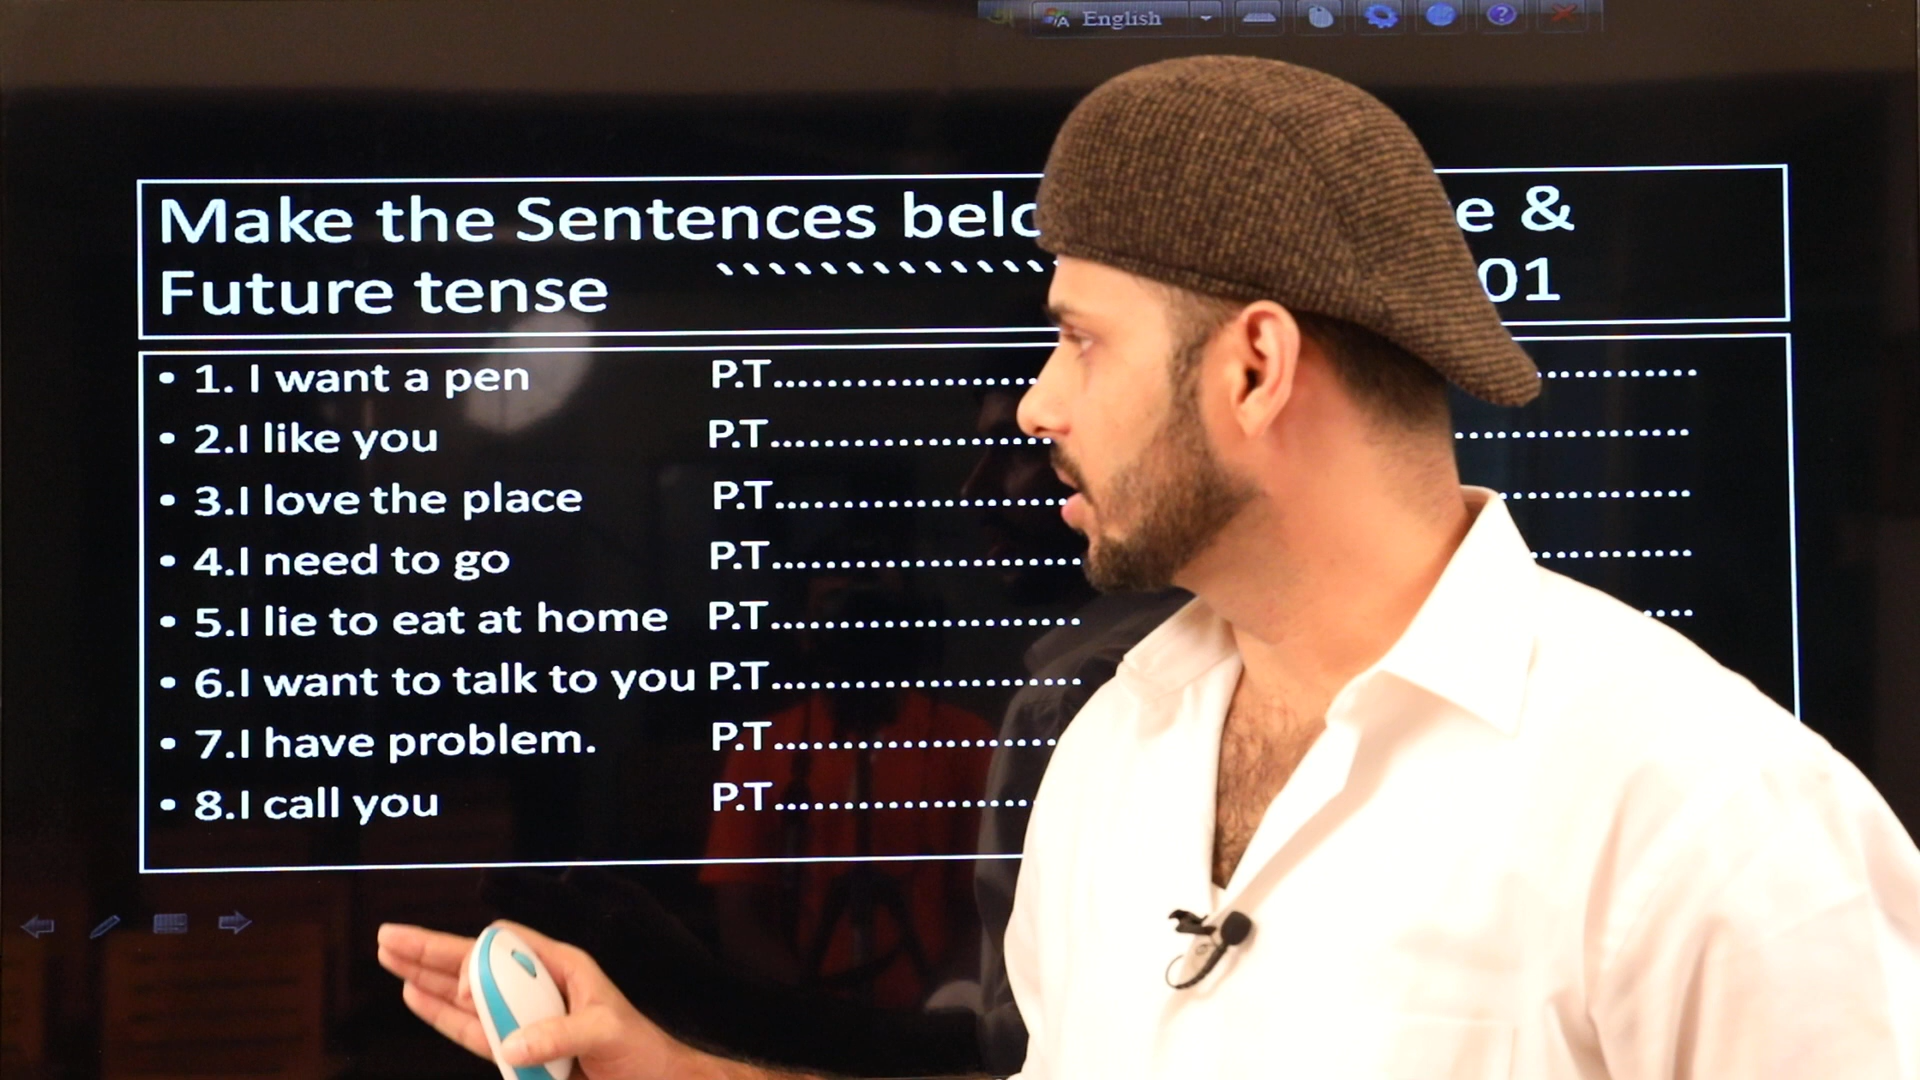 English
Make the Sentences &
Future tense 01
• 1. I want a pen P.T..............................
• 2.I like you P.T..............................
• 3.I love the place P.T..............................
• 4.I need to go P.T..............................
• 5.I lie to eat at home P.T..............................
• 6.I want to talk to you P.T..............................
• 7.I have problem. P.T..............................
• 8.I call you P.T..............................